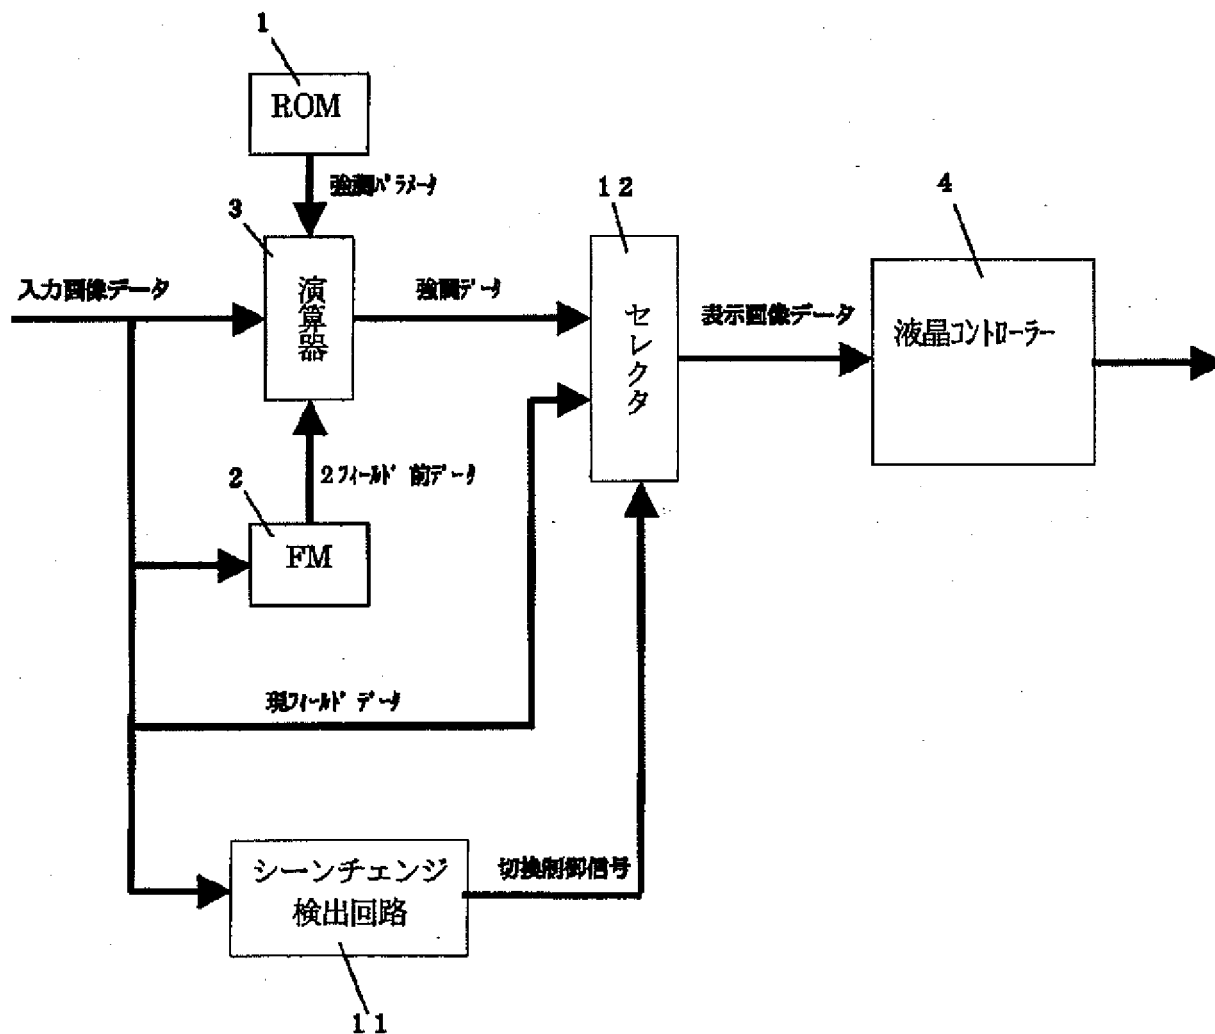 1
ROM
強調パラメータ
3
演算器
入力画像データ
強調データ
12
セレクタ
表示画像データ
4
液晶コントローラー
2フィールド前データ
2
FM
現フィールドデータ
シーンチェンジ
検出回路
切換制御信号
11